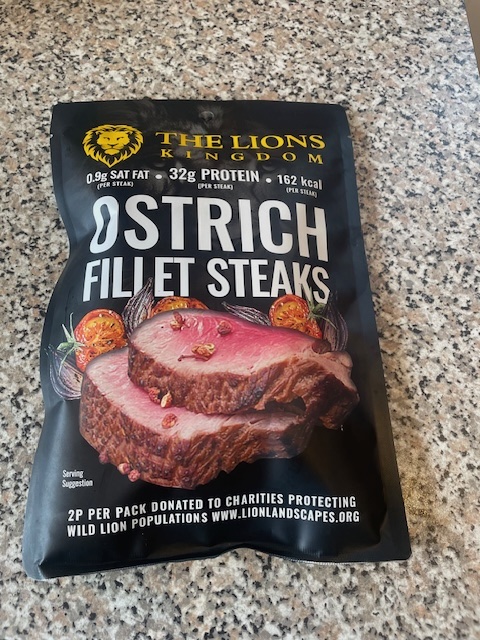 THE LIONS
KINGDOM
0.9g SAT FAT • 32g PROTEIN • 162 kcal
(PER STEAK) (PER STEAK) (PER STEAK)
OSTRICH
FILLET STEAKS
Serving
Suggestion
2P PER PACK DONATED TO CHARITIES PROTECTING
WILD LION POPULATIONS WWW.LIONLANDSCAPES.ORG